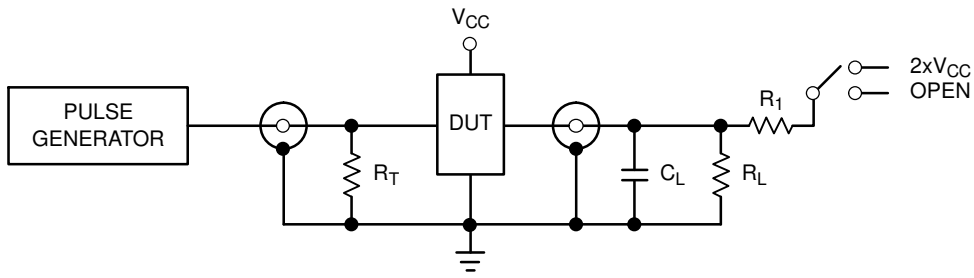 V_CC
2xV_CC
OPEN
R_1
PULSE
GENERATOR
DUT
R_T
C_L
R_L